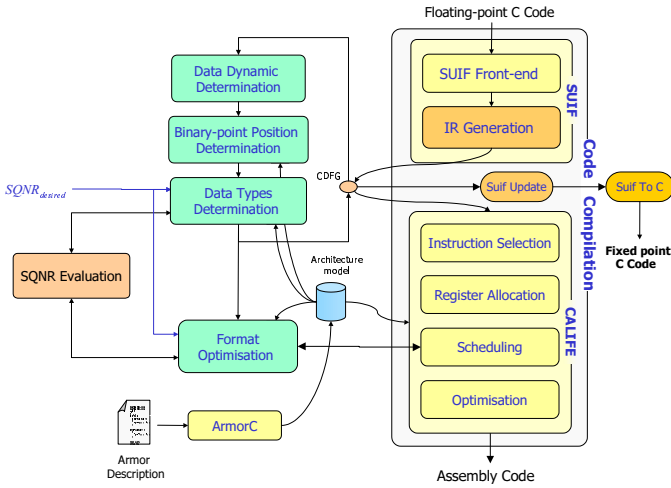 Floating-point C Code
Data Dynamic
Determination
SUIF Front-end
SUIF
IR Generation
Binary-point Position
Determination
CDFG
Code Compilation
SQNR desired
Data Types
Determination
Suif Update
Suif To C
Fixed point
C Code
Instruction Selection
SQNR Evaluation
Architecture
model
Register Allocation
CALIFE
Format
Optimisation
Scheduling
Optimisation
ArmorC
Armor
Description
Assembly Code